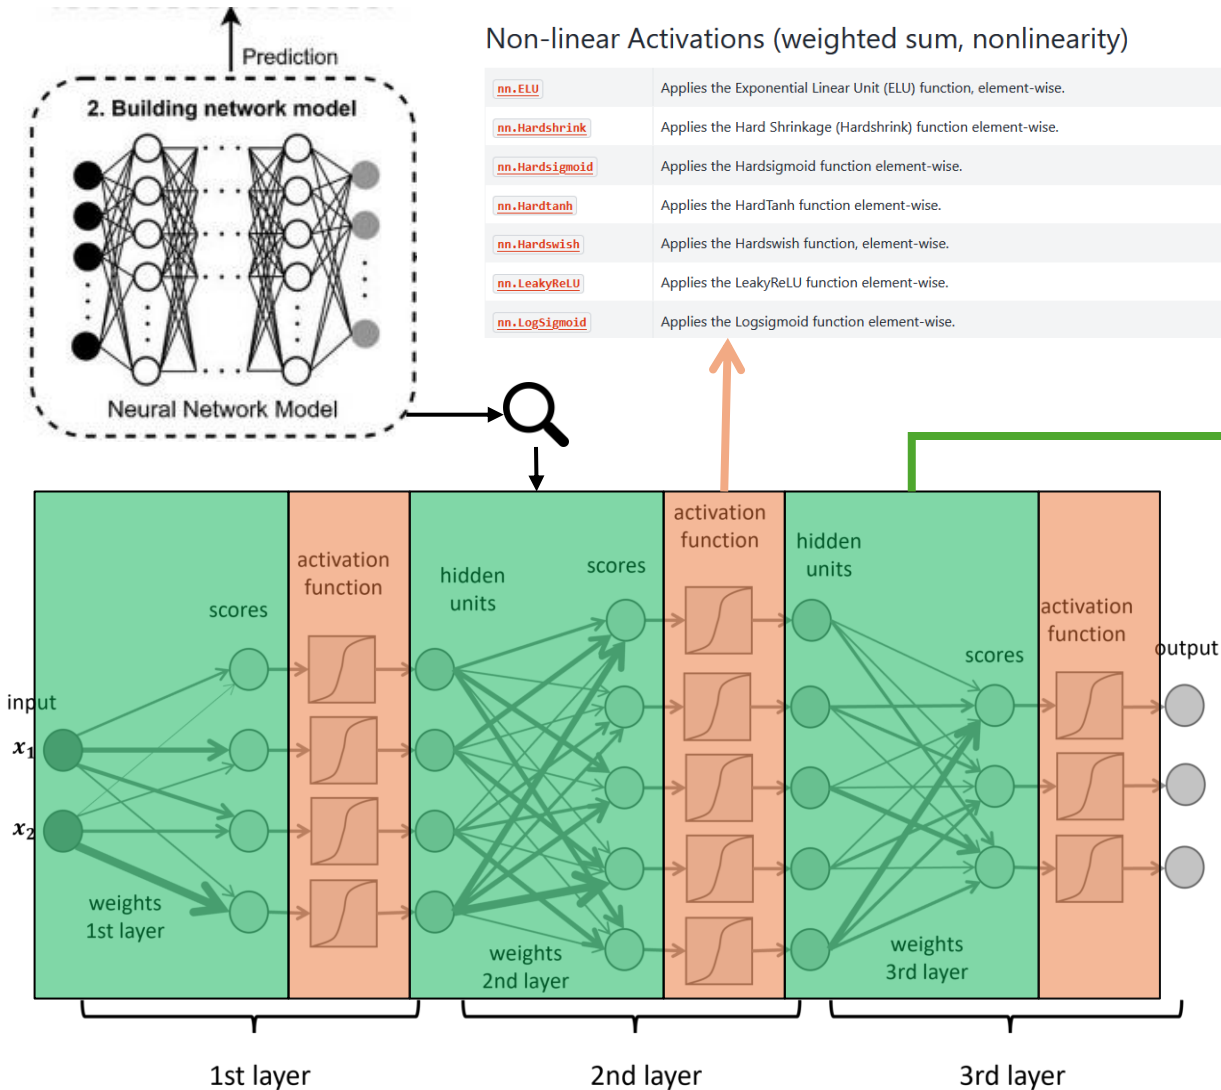 Prediction
2. Building network model
Neural Network Model
Non-linear Activations (weighted sum, nonlinearity)
nn.ELU Applies the Exponential Linear Unit (ELU) function, element-wise.
nn.Hardshrink Applies the Hard Shrinkage (Hardshrink) function element-wise.
nn.Hardsigmoid Applies the Hardsigmoid function element-wise.
nn.Hardtanh Applies the HardTanh function element-wise.
nn.Hardswish Applies the Hardswish function, element-wise.
nn.LeakyReLU Applies the LeakyReLU function element-wise.
nn.LogSigmoid Applies the Logsigmoid function element-wise.
input
x₁
x₂
scores
weights
1st layer
activation
function
hidden
units
scores
weights
2nd layer
activation
function
hidden
units
scores
weights
3rd layer
activation
function
output
1st layer
2nd layer
3rd layer